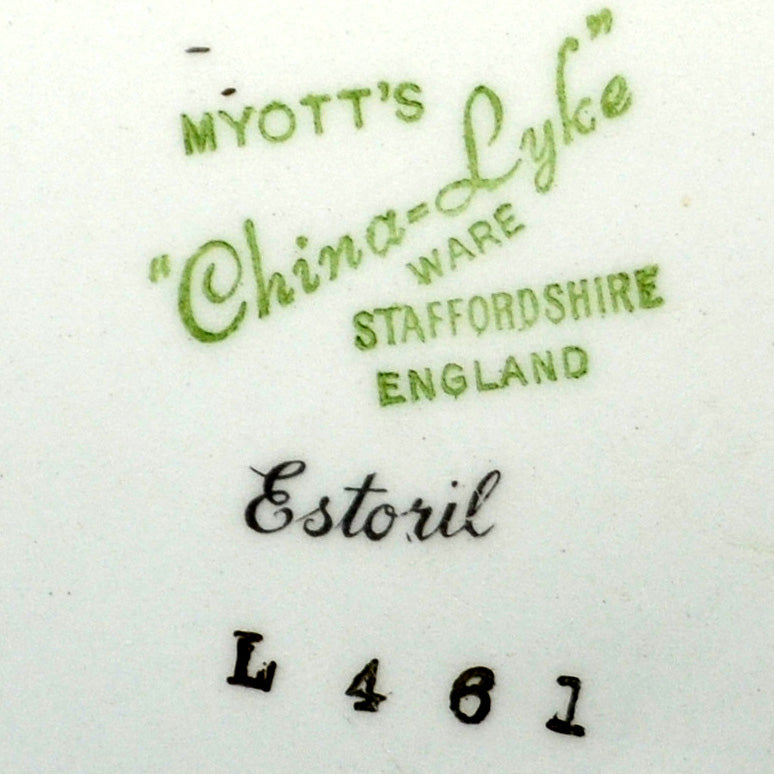 MYOTT'S
"China-Lyke"
WARE
STAFFORDSHIRE
ENGLAND
Estoril
L 461